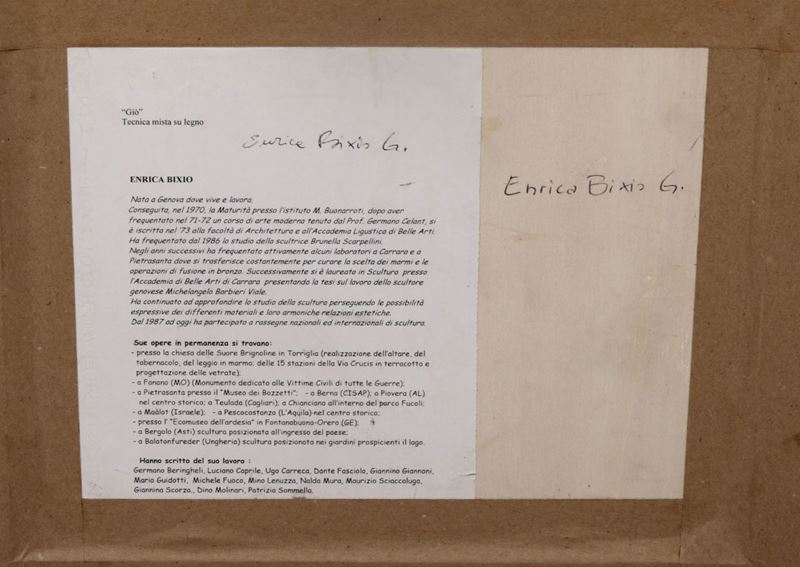 "Giò"
Tecnica mista su legno
Enrica Bixio G.
ENRICA BIXIO
Nata a Genova dove vive e lavora.
Conseguita, nel 1970, la Maturità presso l'istituto M. Buonarroti, dopo aver
frequentato nel 71-72 un corso di arte moderna tenuto dal Prof. Germano Celant, si
è iscritta nel '73 alla facoltà di Architettura e all'Accademia Ligustica di Belle Arti.
Ha frequentato dal 1986 lo studio della scultrice Brunella Scarpellini.
Negli anni successivi ha frequentato attivamente alcuni laboratori a Carrara e a
Pietrasanta dove si trasferisce costantemente per curare la scelta dei marmi e le
operazioni di fusione in bronzo. Successivamente si è laureata in Scultura presso
l'Accademia di Belle Arti di Carrara presentando la tesi sul lavoro dello scultore
genovese Michelangelo Barbieri Viale.
Ha continuato ad approfondire lo studio della scultura perseguendo le possibilità
espressive dei differenti materiali e loro armoniche relazioni estetiche.
Dal 1987 ad oggi ha partecipato a rassegne nazionali ed internazionali di scultura.
Sue opere in permanenza si trovano:
- presso la chiesa delle Suore Brignoline in Torriglia (realizzazione dell'altare, del
tabernacolo, del leggio in marmo; delle 15 stazioni della Via Crucis in terracotta e
progettazione delle vetrate);
- a Fanano (MO) (Monumento dedicato alle Vittime Civili di tutte le Guerre);
- a Pietrasanta presso il "Museo dei Bozzetti"; - a Berna (CISAP); a Piovera (AL)
nel centro storico; a Teulada (Cagliari); a Chianciano all'interno del parco Fucoli;
- a Maàlot (Israele); - a Pescocostanzo (L'Aquila) nel centro storico;
- presso l' "Ecomuseo dell'ardesia" in Fontanabuona-Orero (GE);
- a Bergolo (Asti) scultura posizionata all'ingresso del paese;
- a Balatonfureder (Ungheria) scultura posizionata nei giardini prospicienti il lago.
Hanno scritto del suo lavoro :
Germano Beringheli, Luciano Caprile, Ugo Carreca, Dante Fasciolo, Giannino Giannoni,
Mario Guidotti, Michele Fuoco, Mino Lenuzza, Nalda Mura, Maurizio Sciaccaluga,
Giannina Scorza., Dino Molinari, Patrizia Sommella.
Enrica Bixio G.